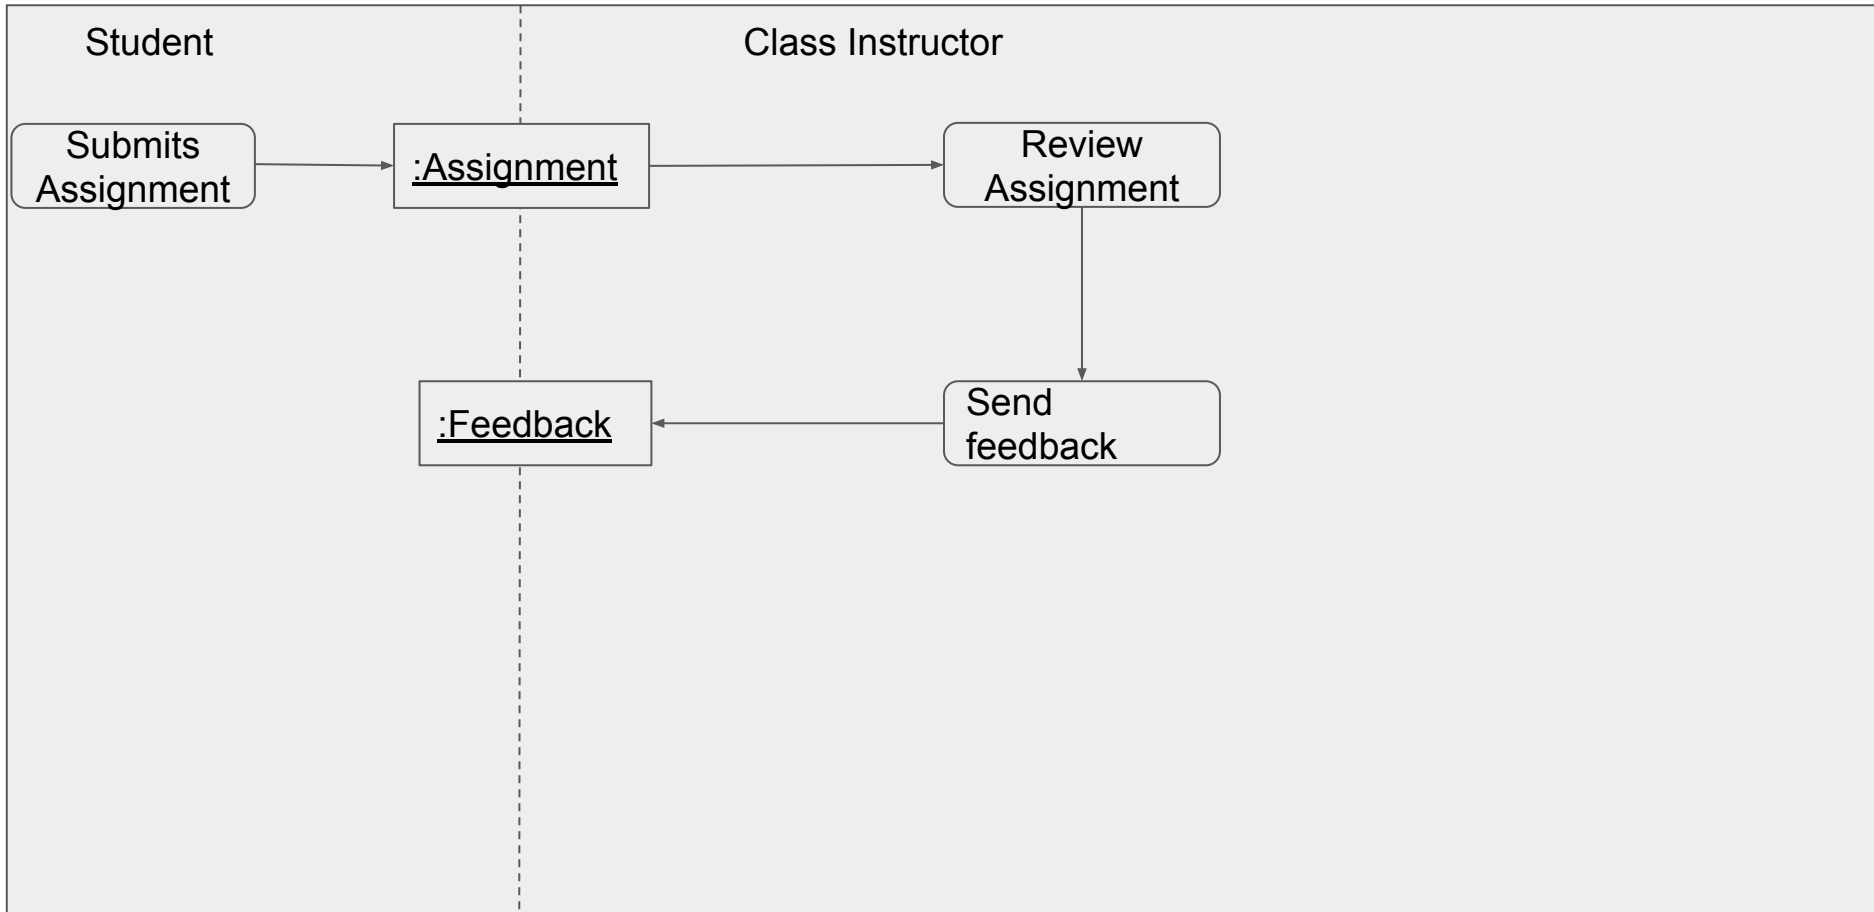 Student
Class Instructor
Submits
Assignment
:Assignment
Review
Assignment
:Feedback
Send
feedback